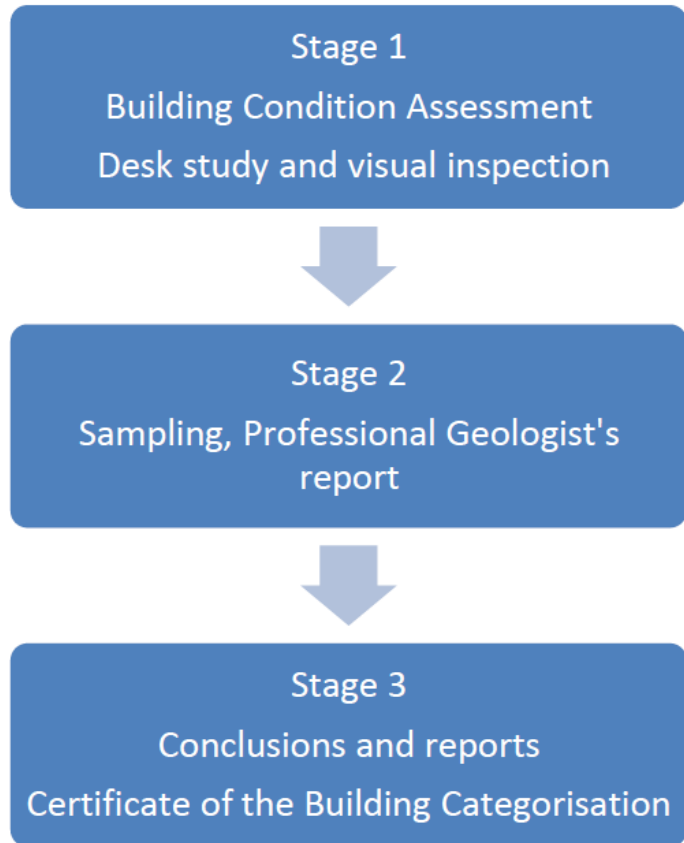 Stage 1
Building Condition Assessment
Desk study and visual inspection
Stage 2
Sampling, Professional Geologist's
report
Stage 3
Conclusions and reports
Certificate of the Building Categorisation